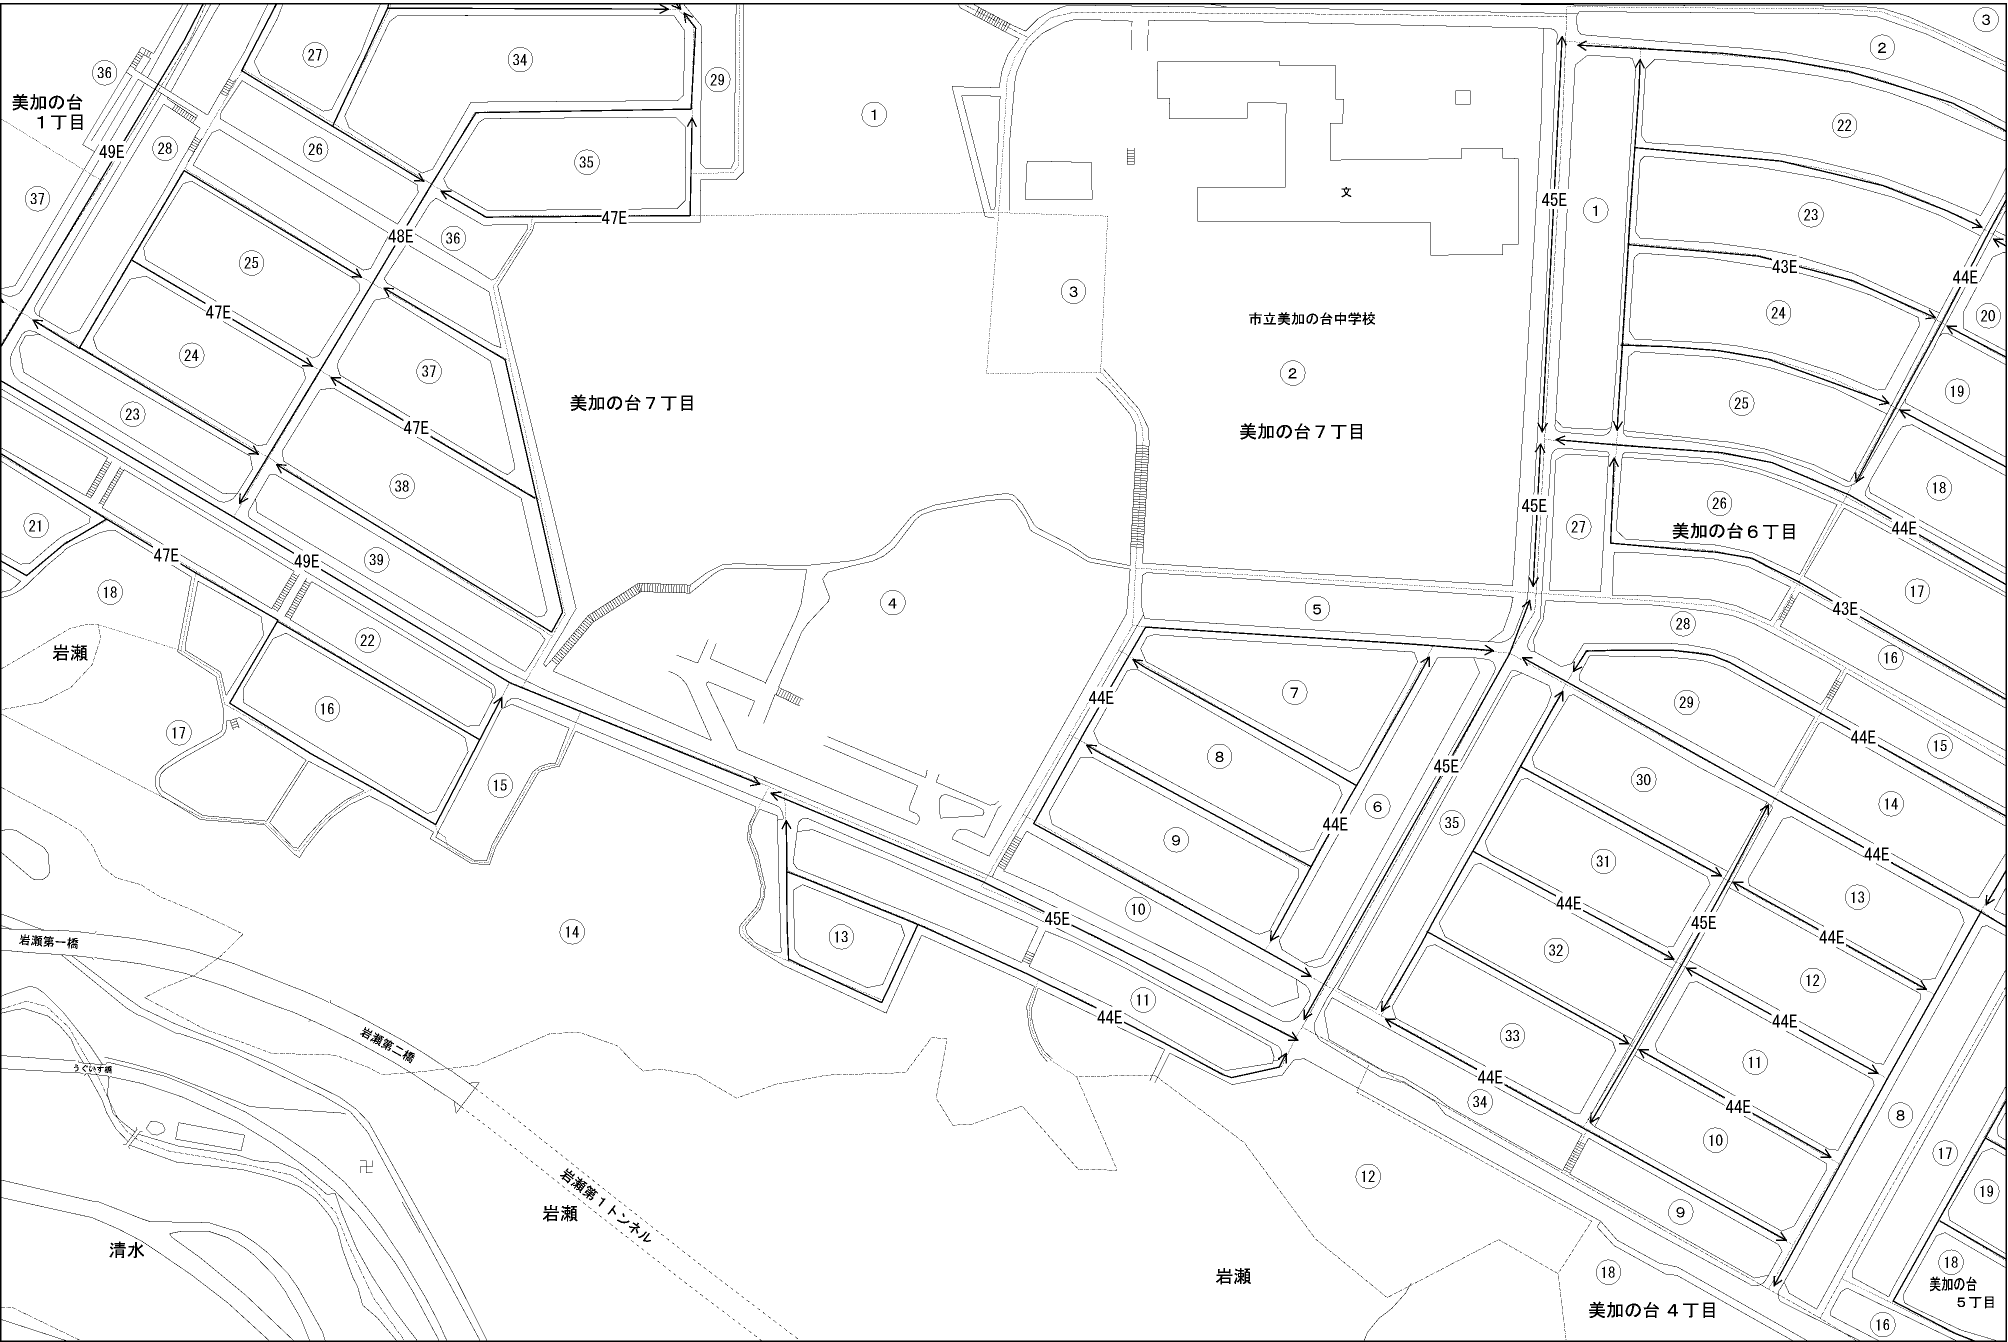 3
2
27
34
29
36
美加の台
１丁目
1
22
49E
28
26
35
文
23
37
45E
1
47E
48E
36
25
43E
44E
3
20
47E
市立美加の台中学校
24
24
37
2
19
美加の台７丁目
25
23
47E
美加の台７丁目
38
18
26
45E
21
27
美加の台６丁目
44E
47E
49E
39
18
17
4
5
43E
28
22
岩瀬
16
7
44E
29
16
17
44E
15
8
45E
30
15
6
14
35
44E
9
31
44E
13
44E
10
45E
45E
14
13
44E
岩瀬第一橋
32
12
11
44E
44E
33
岩瀬第二橋
11
うぐいす橋
44E
34
44E
8
10
卍
17
12
19
岩瀬第１トンネル
岩瀬
9
清水
岩瀬
18
18
美加の台
５丁目
美加の台 ４丁目
16